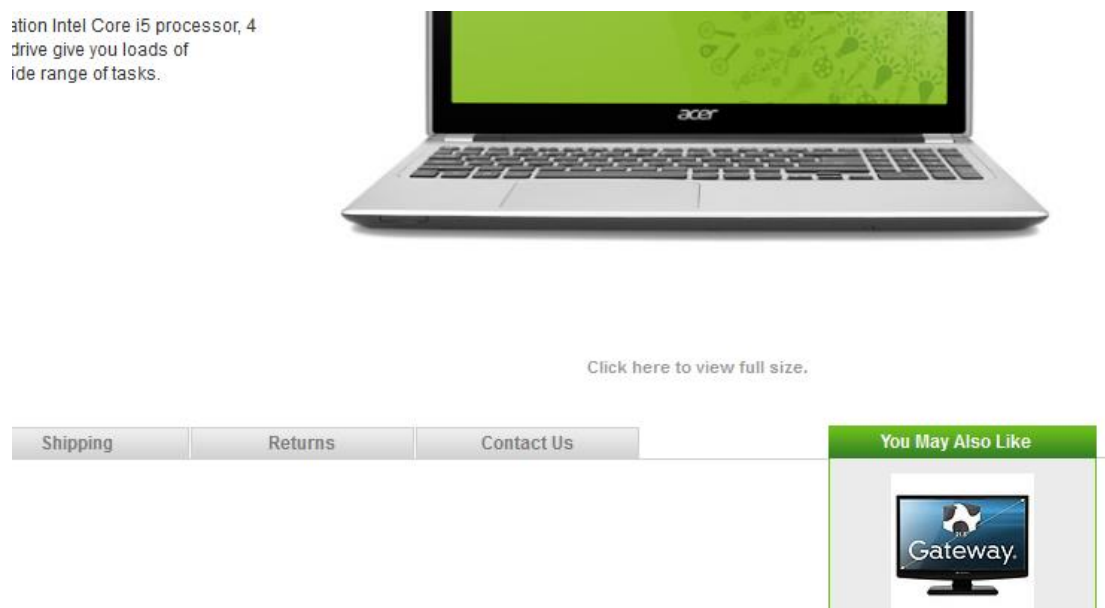 ation Intel Core i5 processor, 4
drive give you loads of
ide range of tasks.
acer
Click here to view full size.
Shipping
Returns
Contact Us
You May Also Like
Gateway.